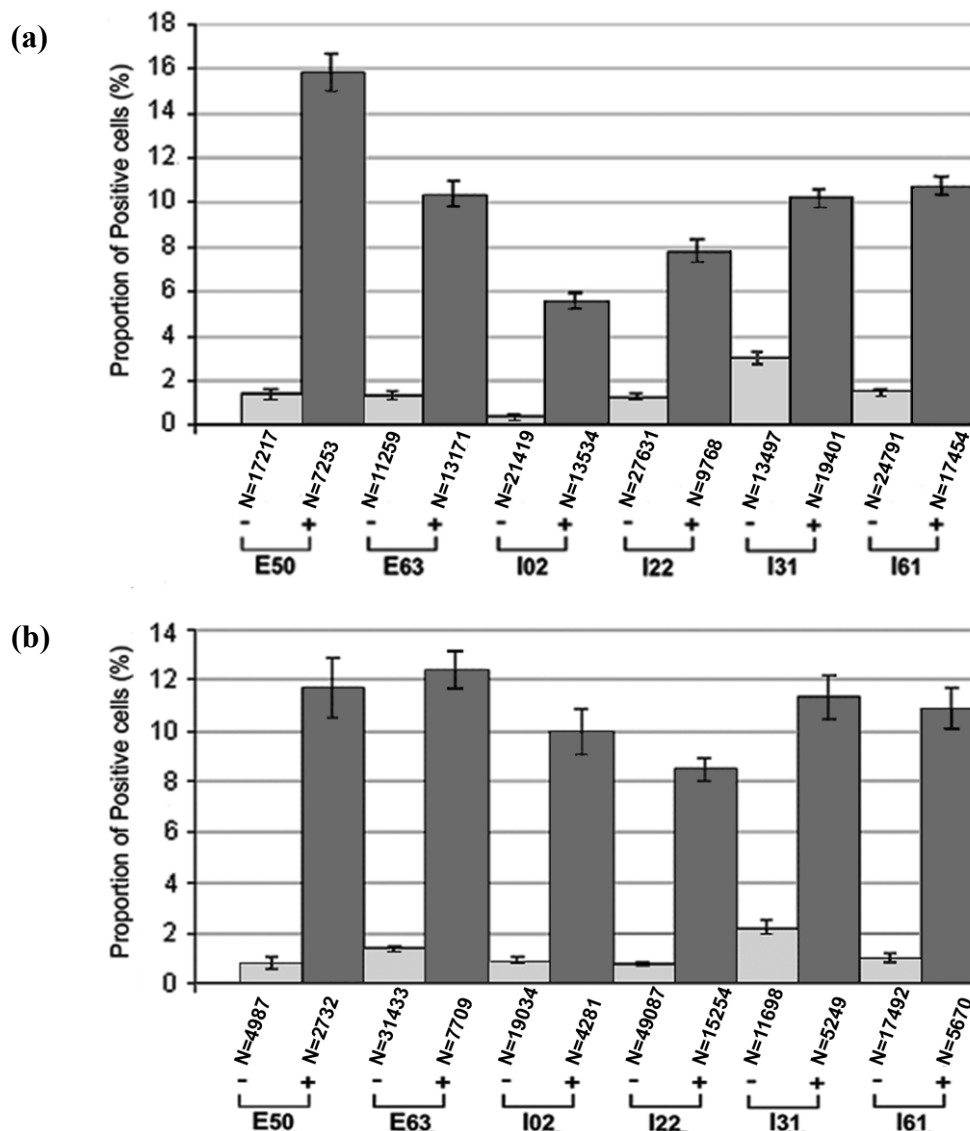 (a)
Proportion of Positive cells (%)
18
16
14
12
10
8
6
4
2
0
N=17217 N=7253 N=11259 N=13171 N=21419 N=13534 N=27631 N=9768 N=13497 N=19401 N=24791 N=17454
- + - + - + - + - + - +
E50 E63 I02 I22 I31 I61
(b)
Proportion of Positive cells (%)
14
12
10
8
6
4
2
0
N=4987 N=2732 N=31433 N=7709 N=19034 N=4281 N=49087 N=15254 N=11698 N=5249 N=17492 N=5670
- + - + - + - + - + - +
E50 E63 I02 I22 I31 I61